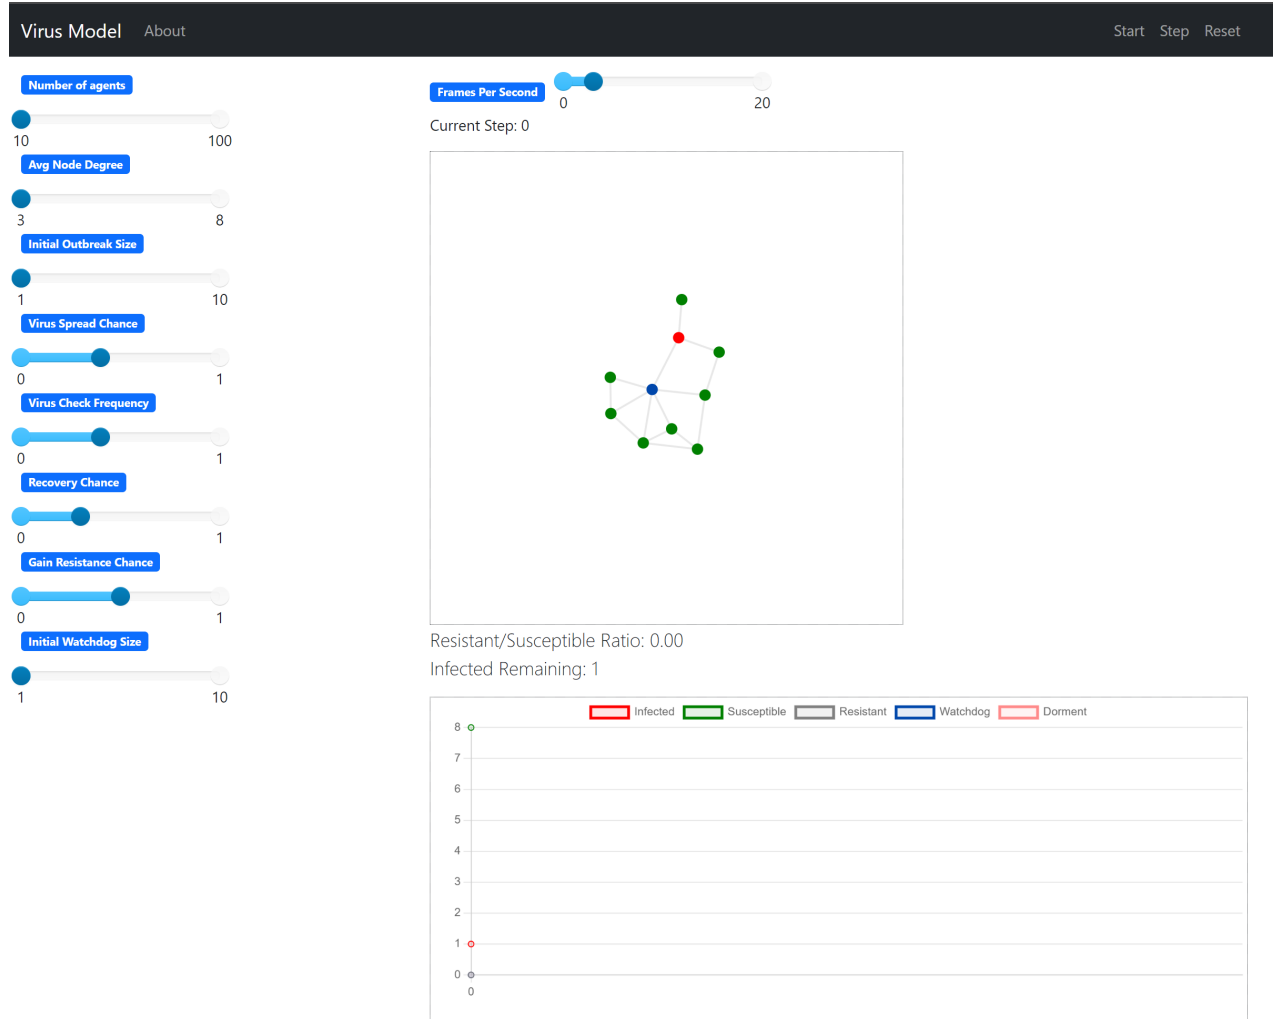 Virus Model About Start Step Reset
Number of agents
10 100
Avg Node Degree
3 8
Initial Outbreak Size
1 10
Virus Spread Chance
0 1
Virus Check Frequency
0 1
Recovery Chance
0 1
Gain Resistance Chance
0 1
Initial Watchdog Size
1 10
Frames Per Second
0 20
Current Step: 0
Resistant/Susceptible Ratio: 0.00
Infected Remaining: 1
Infected Susceptible Resistant Watchdog Dorment
8
7
6
5
4
3
2
1
0
0